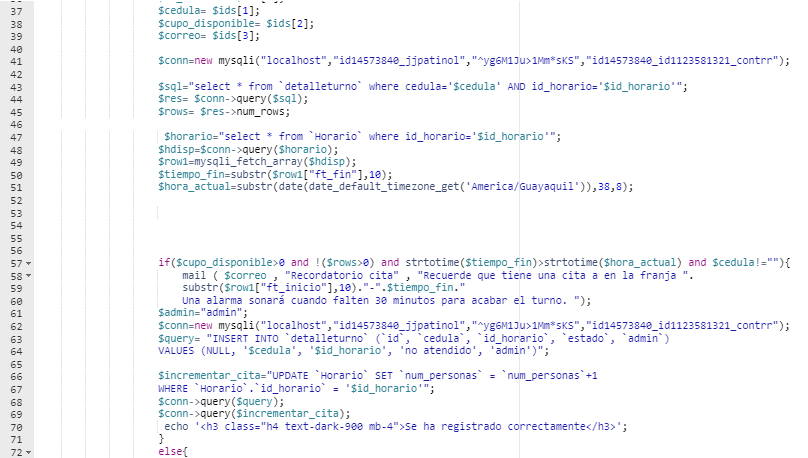 37 $cedula= $ids[1];
38 $cupo_disponible= $ids[2];
39 $correo= $ids[3];
40
41 $conn=new mysqli("localhost","id14573840_jjpatinol","^yg6M1Ju>1Mm*sKS","id14573840_id1123581321_contrr");
42
43 $sql="select * from `detalleturno` where cedula='$cedula' AND id_horario='$id_horario'";
44 $res= $conn->query($sql);
45 $rows= $res->num_rows;
46
47 $horario="select * from `Horario` where id_horario='$id_horario'";
48 $hdisp=$conn->query($horario);
49 $row1=mysqli_fetch_array($hdisp);
50 $tiempo_fin=substr($row1["ft_fin"],10);
51 $hora_actual=substr(date(date_default_timezone_get('America/Guayaquil')),38,8);
52
53
54
55
56
57 if($cupo_disponible>0 and !($rows>0) and strtotime($tiempo_fin)>strtotime($hora_actual) and $cedula!=""){
58 mail ( $correo , "Recordatorio cita" , "Recuerde que tiene una cita a en la franja ".
59 substr($row1["ft_inicio"],10)."-".$tiempo_fin."
60 Una alarma sonará cuando falten 30 minutos para acabar el turno. ");
61 $admin="admin";
62 $conn=new mysqli("localhost","id14573840_jjpatinol","^yg6M1Ju>1Mm*sKS","id14573840_id1123581321_contrr");
63 $query= "INSERT INTO `detalleturno` (`id`, `cedula`, `id_horario`, `estado`, `admin`)
64 VALUES (NULL, '$cedula', '$id_horario', 'no atendido', 'admin')";
65
66 $incrementar_cita="UPDATE `Horario` SET `num_personas` = `num_personas`+1
67 WHERE `Horario`.`id_horario` = '$id_horario'";
68 $conn->query($query);
69 $conn->query($incrementar_cita);
70 echo '<h3 class="h4 text-dark-900 mb-4">Se ha registrado correctamente</h3>';
71 }
72 else{